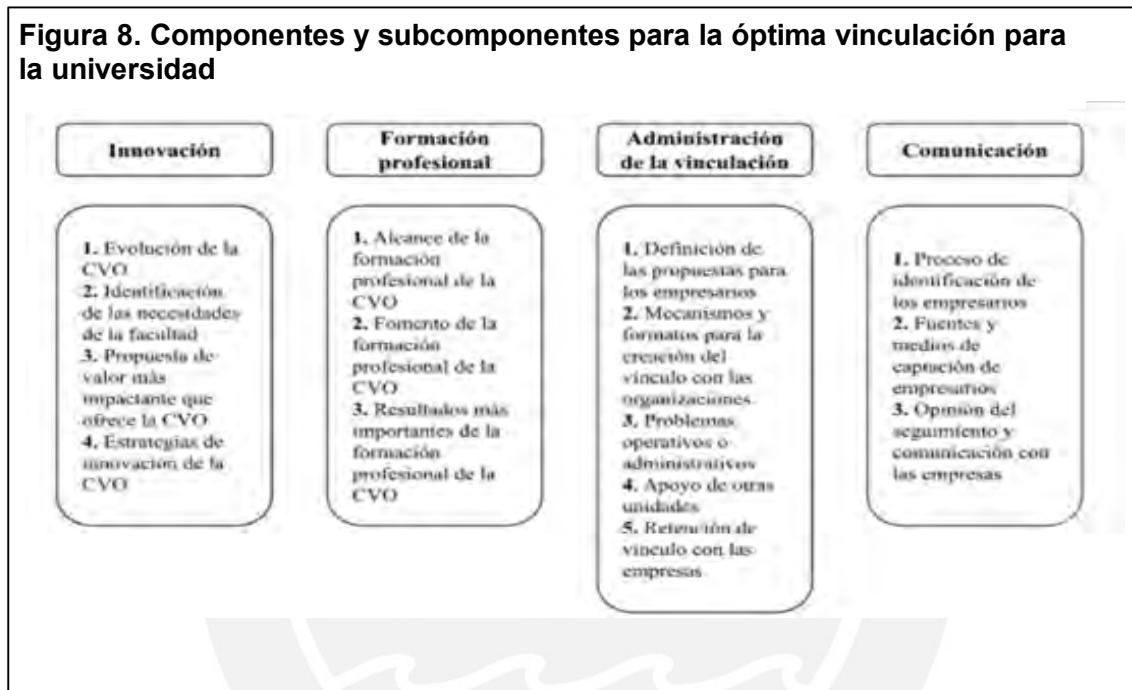 Figura 8. Componentes y subcomponentes para la óptima vinculación para
la universidad
Innovación
1. Evolución de la
CVO
2. Identificación
de las necesidades
de la facultad
3. Propuesta de
valor más
impactante que
ofrece la CVO
4. Estrategias de
innovación de la
CVO
Formación
profesional
1. Alcance de la
formación
profesional de la
CVO
2. Fomento de la
formación
profesional de la
CVO
3. Resultados más
importantes de la
formación
profesional de la
CVO
Administración
de la vinculación
1. Definición de
las propuestas para
los empresarios
2. Mecanismos y
formatos para la
creación del
vínculo con las
organizaciones
3. Problemas
operativos o
administrativos
4. Apoyo de otras
unidades
5. Retención de
vínculo con las
empresas
Comunicación
1. Proceso de
identificación de
los empresarios
2. Fuentes y
medios de
captación de
empresarios
3. Opinión del
seguimiento y
comunicación con
las empresas